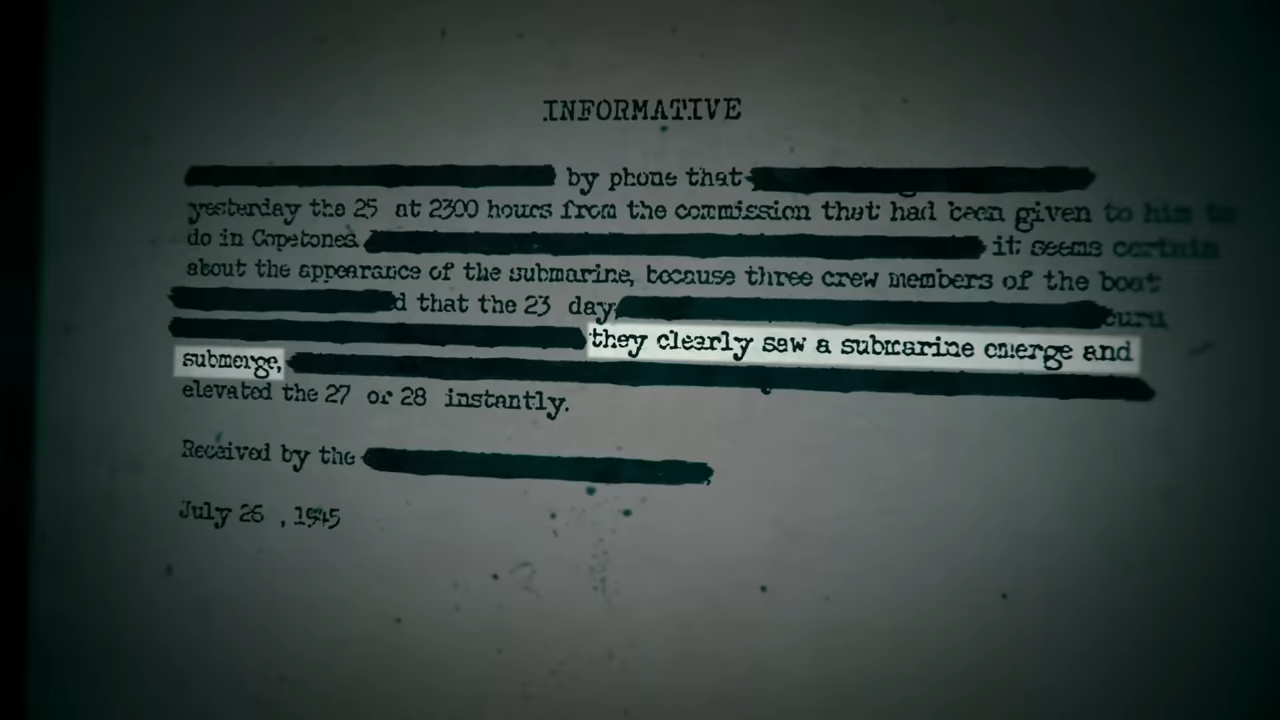 INFORMATIVE
by phone that
yesterday the 25 at 2300 hours from the commission that had been given to him to
do in Copetones it seems certain
about the appearance of the submarine, because three crew members of the boat
d that the 23 day,
they clearly saw a submarine emerge and
submerge,
elevated the 27 or 28 instantly.
Received by the
July 26 , 1945